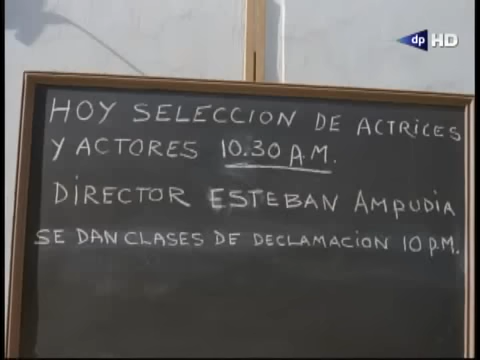 dp HD
HOY SELECCION DE ACTRICES
Y ACTORES 10.30 A.M.
DIRECTOR ESTEBAN AMPUDIA
SE DAN CLASES DE DECLAMACION 10 P.M.